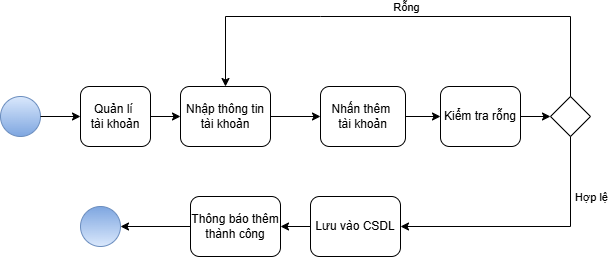 Rỗng
Quản lí
tài khoản
Nhập thông tin
tài khoản
Nhấn thêm
tài khoản
Kiểm tra rỗng
Hợp lệ
Thông báo thêm
thành công
Lưu vào CSDL